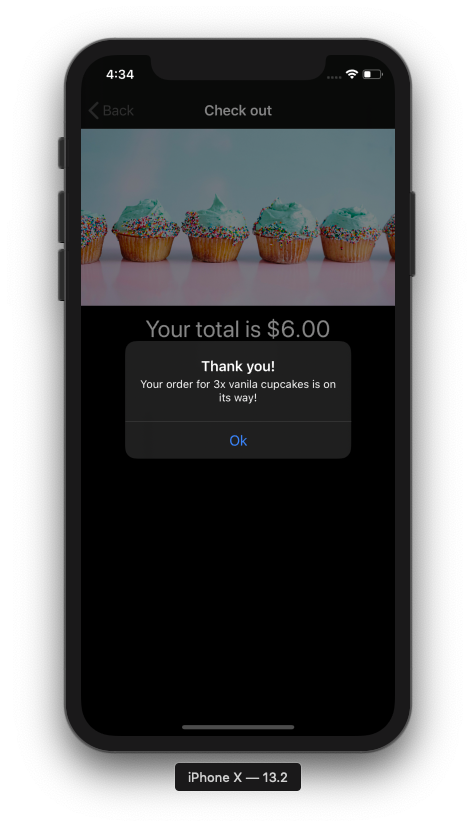 4:34
Back
Check out
Your total is $6.00
Thank you!
Your order for 3x vanila cupcakes is on
its way!
Ok
iPhone X — 13.2